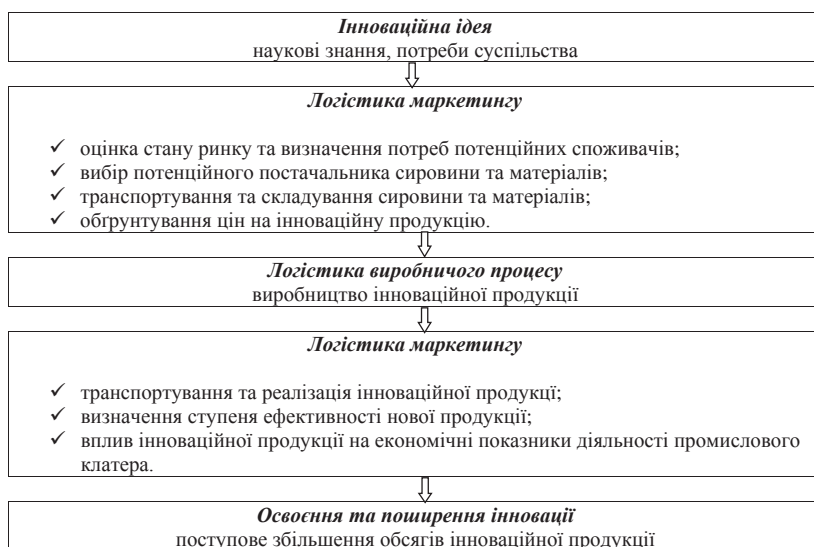 Інноваційна ідея
наукові знання, потреби суспільства
Логістика маркетингу
✓ оцінка стану ринку та визначення потреб потенційних споживачів;
✓ вибір потенційного постачальника сировини та матеріалів;
✓ транспортування та складування сировини та матеріалів;
✓ обґрунтування цін на інноваційну продукцію.
Логістика виробничого процесу
виробництво інноваційної продукції
Логістика маркетингу
✓ транспортування та реалізація інноваційної продукцї;
✓ визначення ступеня ефективності нової продукції;
✓ вплив інноваційної продукції на економічні показники діяльності промислового
клатера.
Освоєння та поширення інновації
поступове збільшення обсягів інноваційної продукції